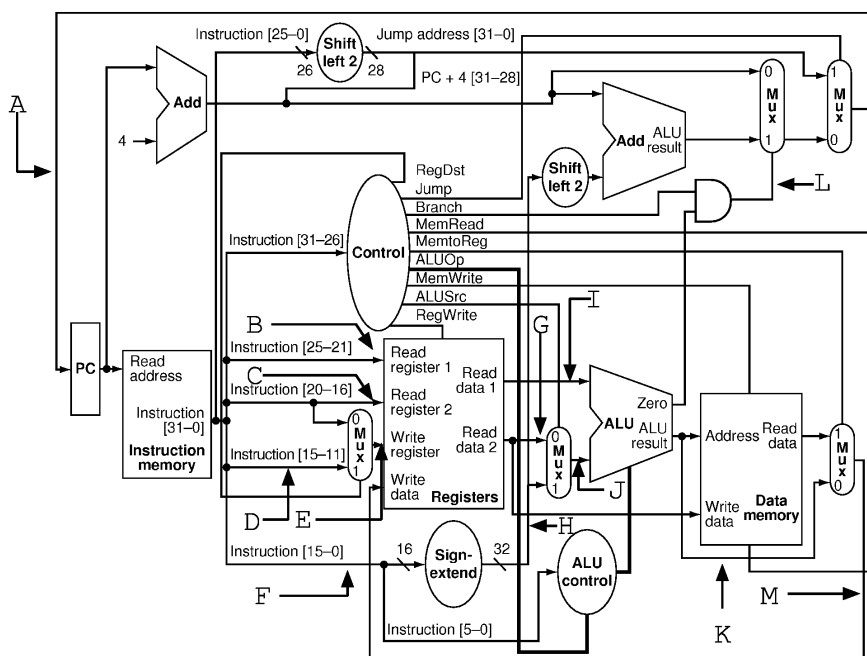 Instruction [25–0]
Shift
left 2
Jump address [31–0]
26
28
PC + 4 [31–28]
A
Add
4
0
M
u
x
1
1
M
u
x
0
Add
ALU
result
Shift
left 2
L
RegDst
Jump
Branch
MemRead
MemtoReg
ALUOp
MemWrite
ALUSrc
RegWrite
Control
Instruction [31–26]
B
Instruction [25–21]
C
Instruction [20–16]
PC
Read
address
Instruction
[31–0]
Instruction
memory
Instruction [15–11]
0
M
u
x
1
Read
register 1
Read
register 2
Write
register
Write
data
Read
data 1
Read
data 2
Registers
G
I
0
M
u
x
1
Zero
ALU
ALU
result
J
Address
Read
data
Write
data
Data
memory
1
M
u
x
0
D
E
H
Instruction [15–0]
16
Sign-
extend
32
ALU
control
F
Instruction [5–0]
K
M